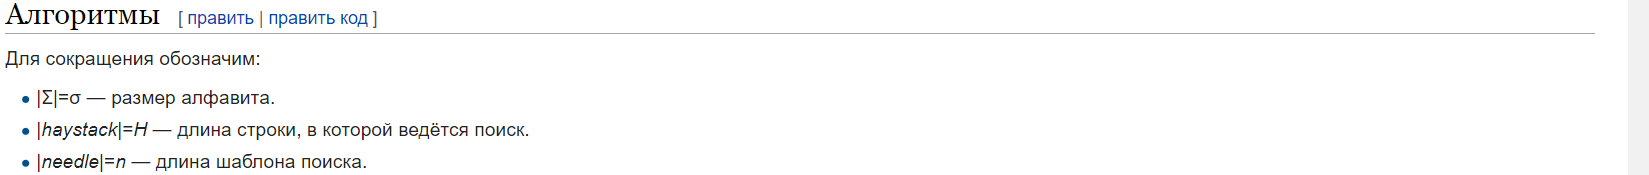 Алгоритмы [ править | править код ]
Для сокращения обозначим:
• |Σ|=σ — размер алфавита.
• |haystack|=H — длина строки, в которой ведётся поиск.
• |needle|=n — длина шаблона поиска.